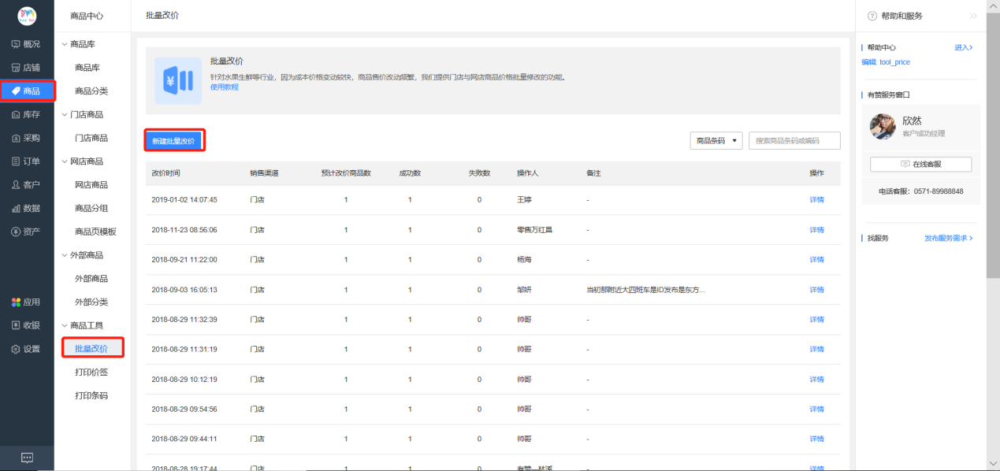 概况
店铺
商品
库存
采购
订单
客户
数据
资产
应用
收银
设置
商品中心
商品库
商品库
商品分类
门店商品
门店商品
网店商品
网店商品
商品分组
商品页模板
外部商品
外部商品
外部分类
商品工具
批量改价
打印价签
打印条码
批量改价
批量改价
针对水果生鲜等行业，因为成本价格变动较快，商品售价改动频繁，我们提供门店与网店商品价格批量修改的功能。
使用教程
新建批量改价
商品条码 搜索商品条码或编码
改价时间 销售渠道 预计改价商品数 成功数 失败数 操作人 备注 操作
2019-01-02 14:07:45 门店 1 1 0 王婷 - 详情
2018-11-23 08:56:06 门店 1 1 0 零售万红昌 - 详情
2018-09-21 11:22:00 门店 1 1 0 杨海 - 详情
2018-09-03 16:05:13 门店 1 1 0 邹妍 当初那附近大四班车是ID发布是东方... 详情
2018-08-29 11:32:39 门店 1 1 0 帅哥 - 详情
2018-08-29 11:31:19 门店 1 1 0 帅哥 - 详情
2018-08-29 10:12:19 门店 1 1 0 帅哥 - 详情
2018-08-29 09:54:56 门店 1 1 0 帅哥 - 详情
2018-08-29 09:44:11 门店 1 1 0 帅哥 - 详情
2018-08-28 19:17:44 门店 1 1 0 有赞—林溪 - 详情
帮助和服务
帮助中心 进入
编辑: tool_price
有赞服务窗口
欣然
客户成功经理
在线客服
电话客服：0571-89988848
找服务 发布服务需求